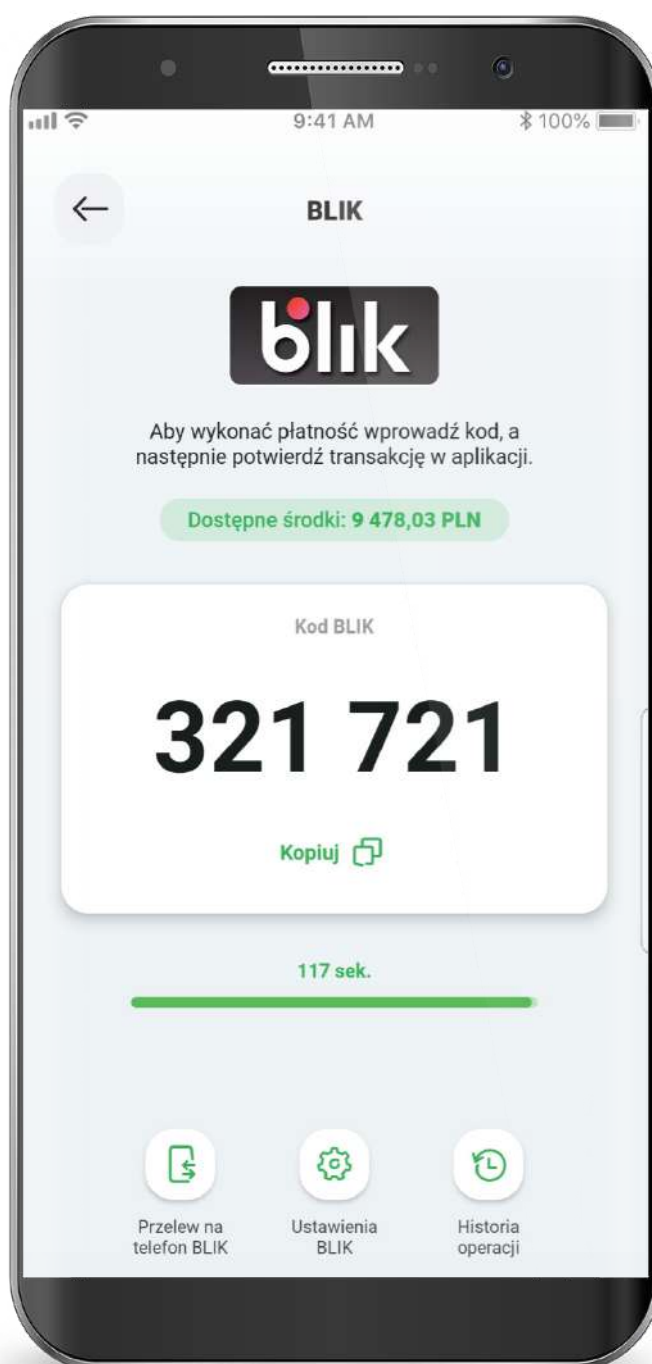 9:41 AM 100%
BLIK
blik
Aby wykonać płatność wprowadź kod, a
następnie potwierdź transakcję w aplikacji.
Dostępne środki: 9 478,03 PLN
Kod BLIK
321 721
Kopiuj
117 sek.
Przelew na
telefon BLIK
Ustawienia
BLIK
Historia
operacji